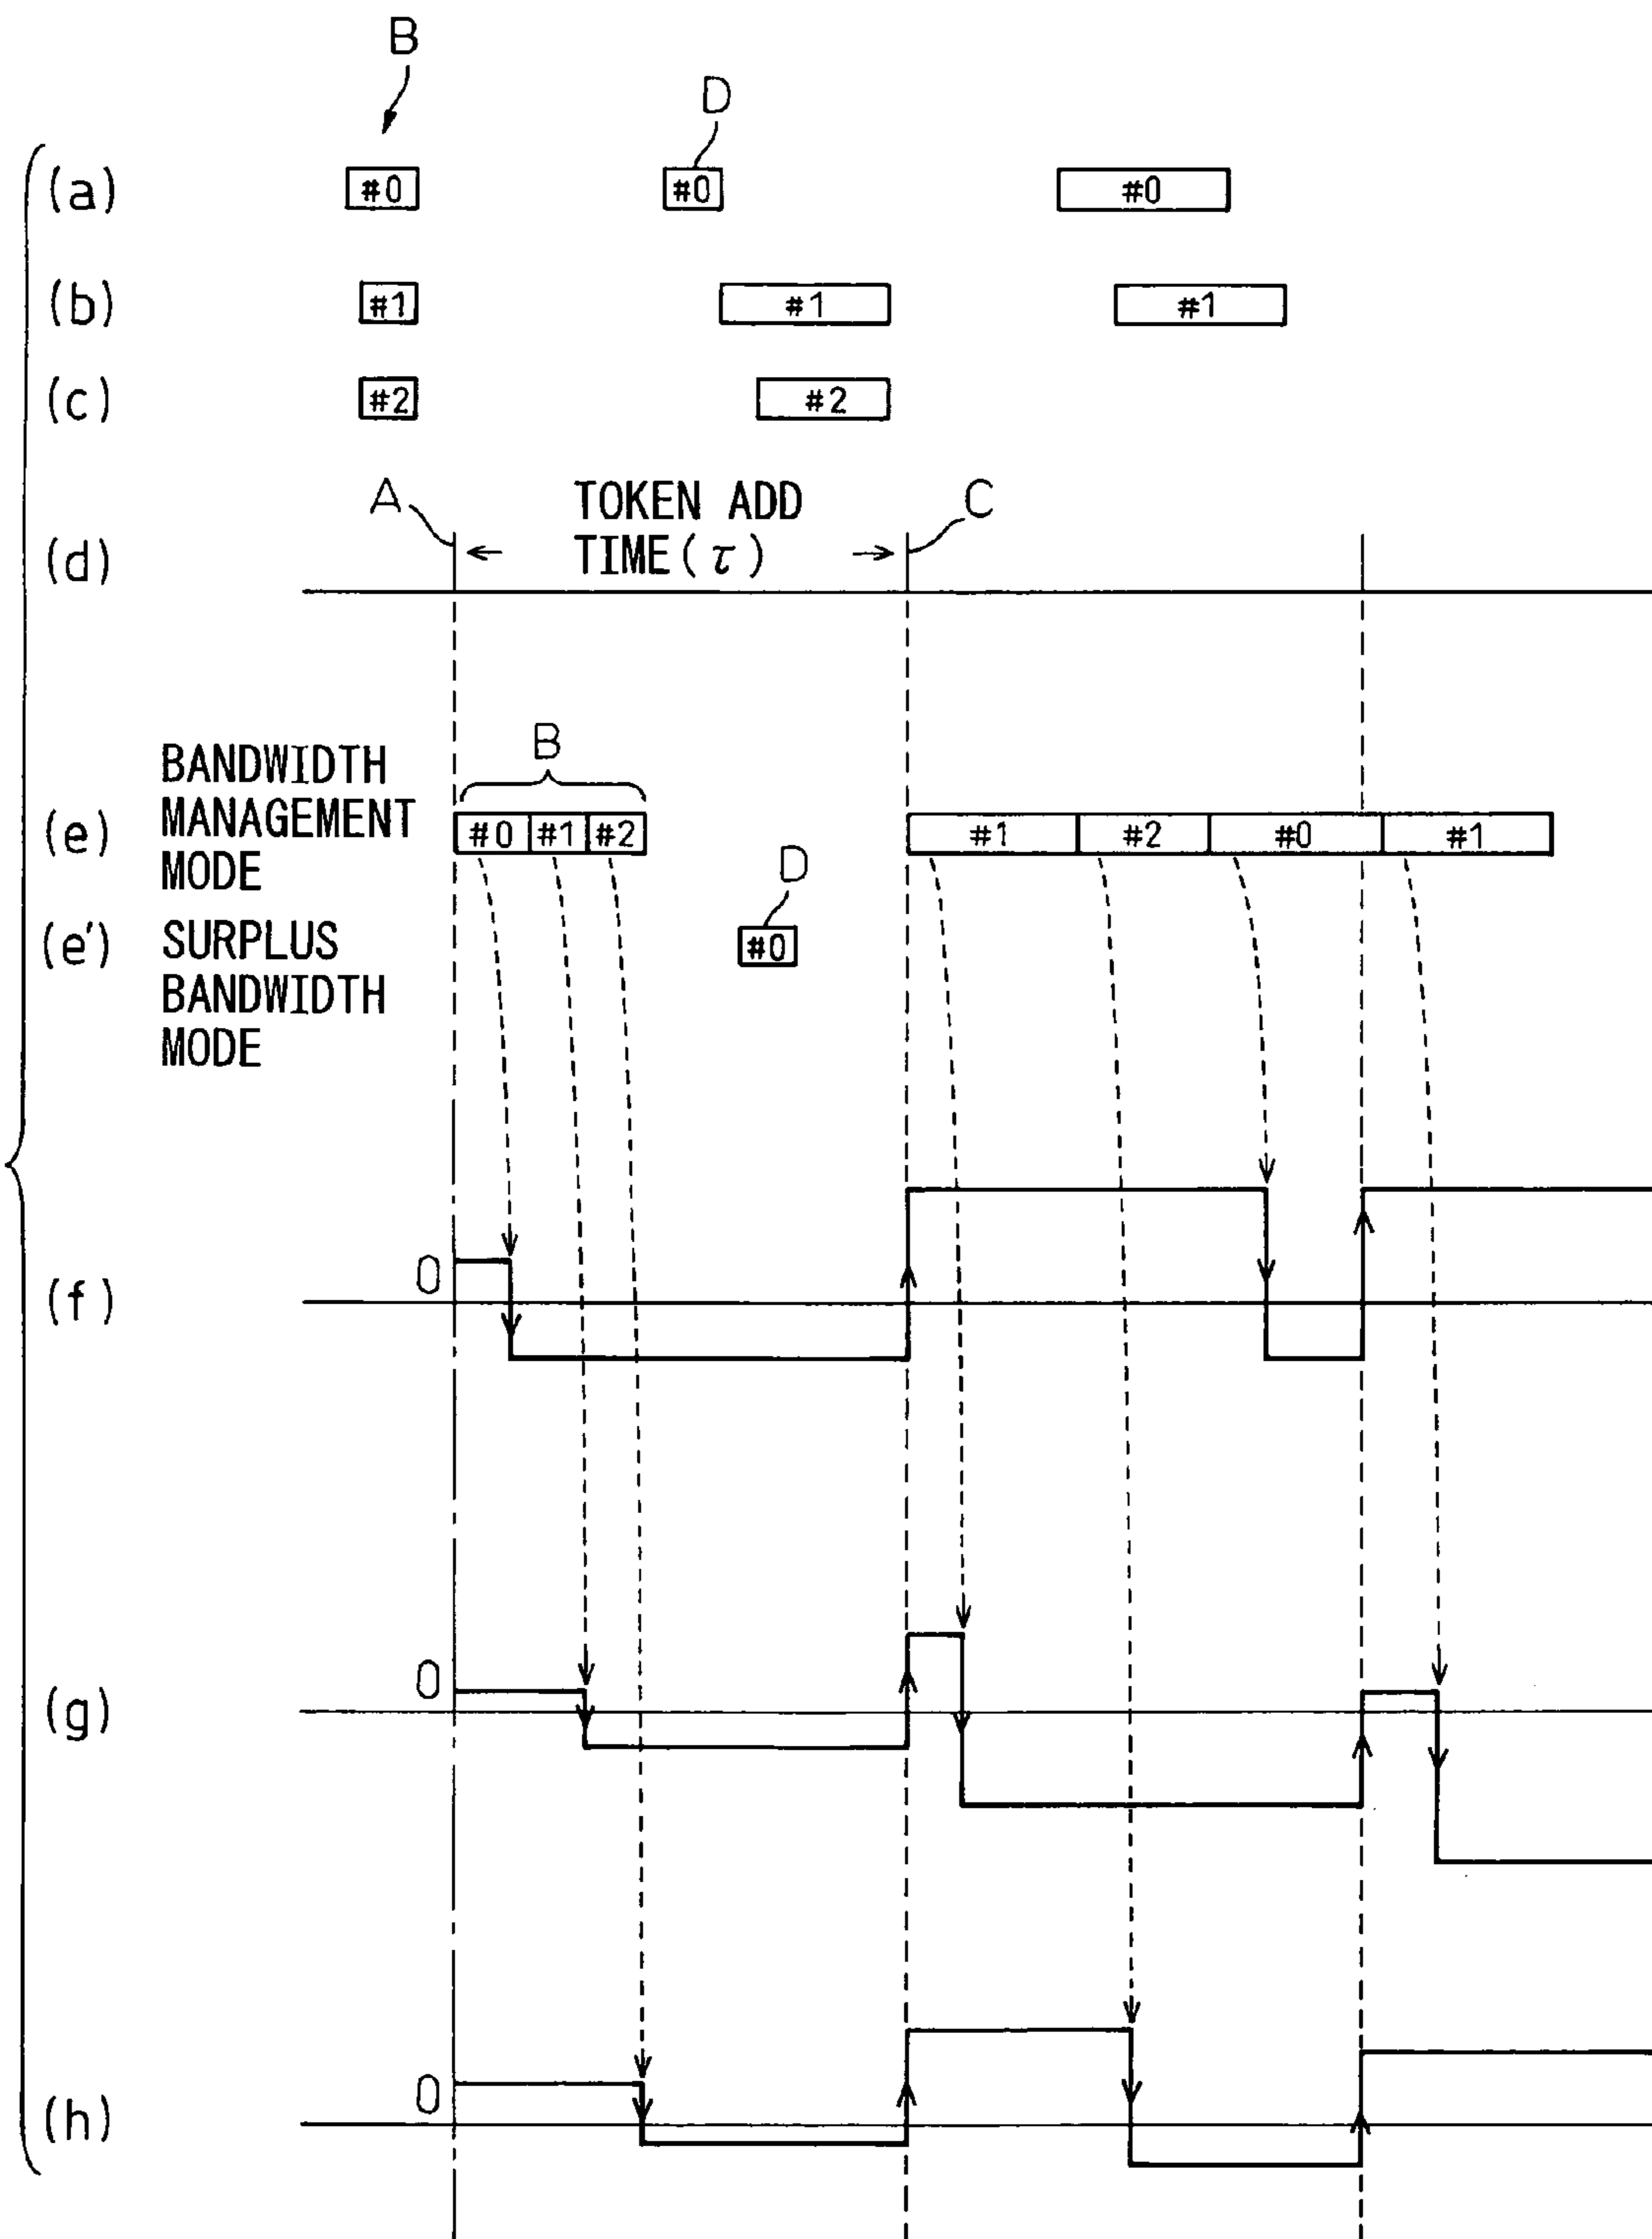 B
D
(a) #0 #0 #0
(b) #1 #1 #1
(c) #2 #2
A TOKEN ADD C
(d) TIME(τ)
BANDWIDTH B
MANAGEMENT
(e) #0 #1 #2 #1 #2 #0 #1
MODE
D
(e') SURPLUS #0
BANDWIDTH
MODE
0
(f)
0
(g)
0
(h)